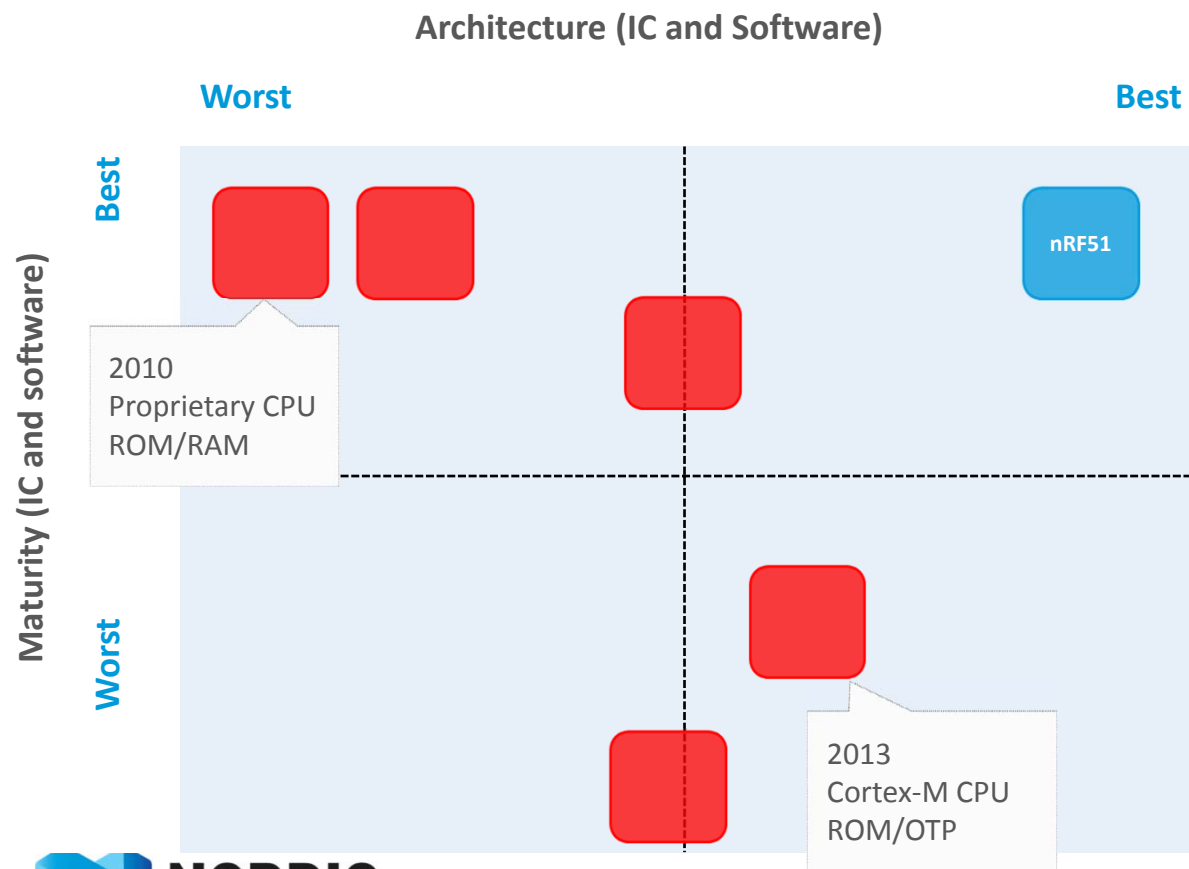 Architecture (IC and Software)
Worst
Best
Best
Maturity (IC and software)
nRF51
2010
Proprietary CPU
ROM/RAM
Worst
2013
Cortex-M CPU
ROM/OTP
NORDIC